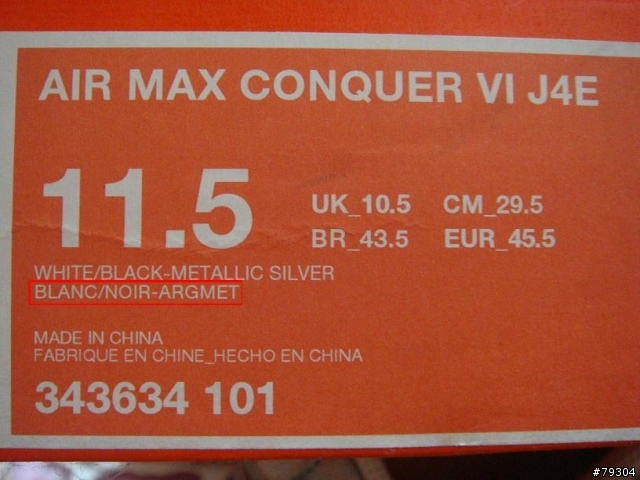 AIR MAX CONQUER VI J4E
11.5
UK_10.5 CM_29.5
BR_43.5 EUR_45.5
WHITE/BLACK-METALLIC SILVER
BLANC/NOIR-ARGMET
MADE IN CHINA
FABRIQUE EN CHINE_HECHO EN CHINA
343634 101
#79304